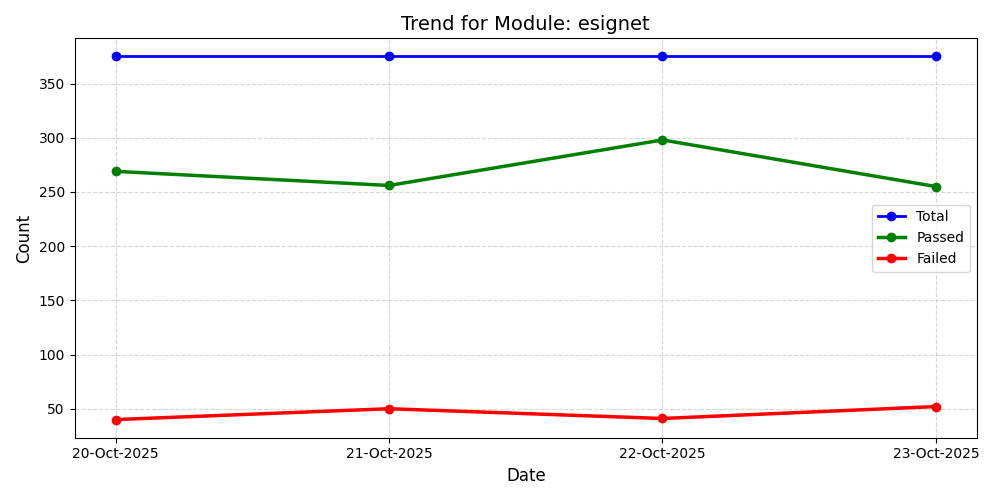 Trend for Module: esignet
Count
350
300
250
200
150
100
50
Total
Passed
Failed
20-Oct-2025
21-Oct-2025
22-Oct-2025
23-Oct-2025
Date